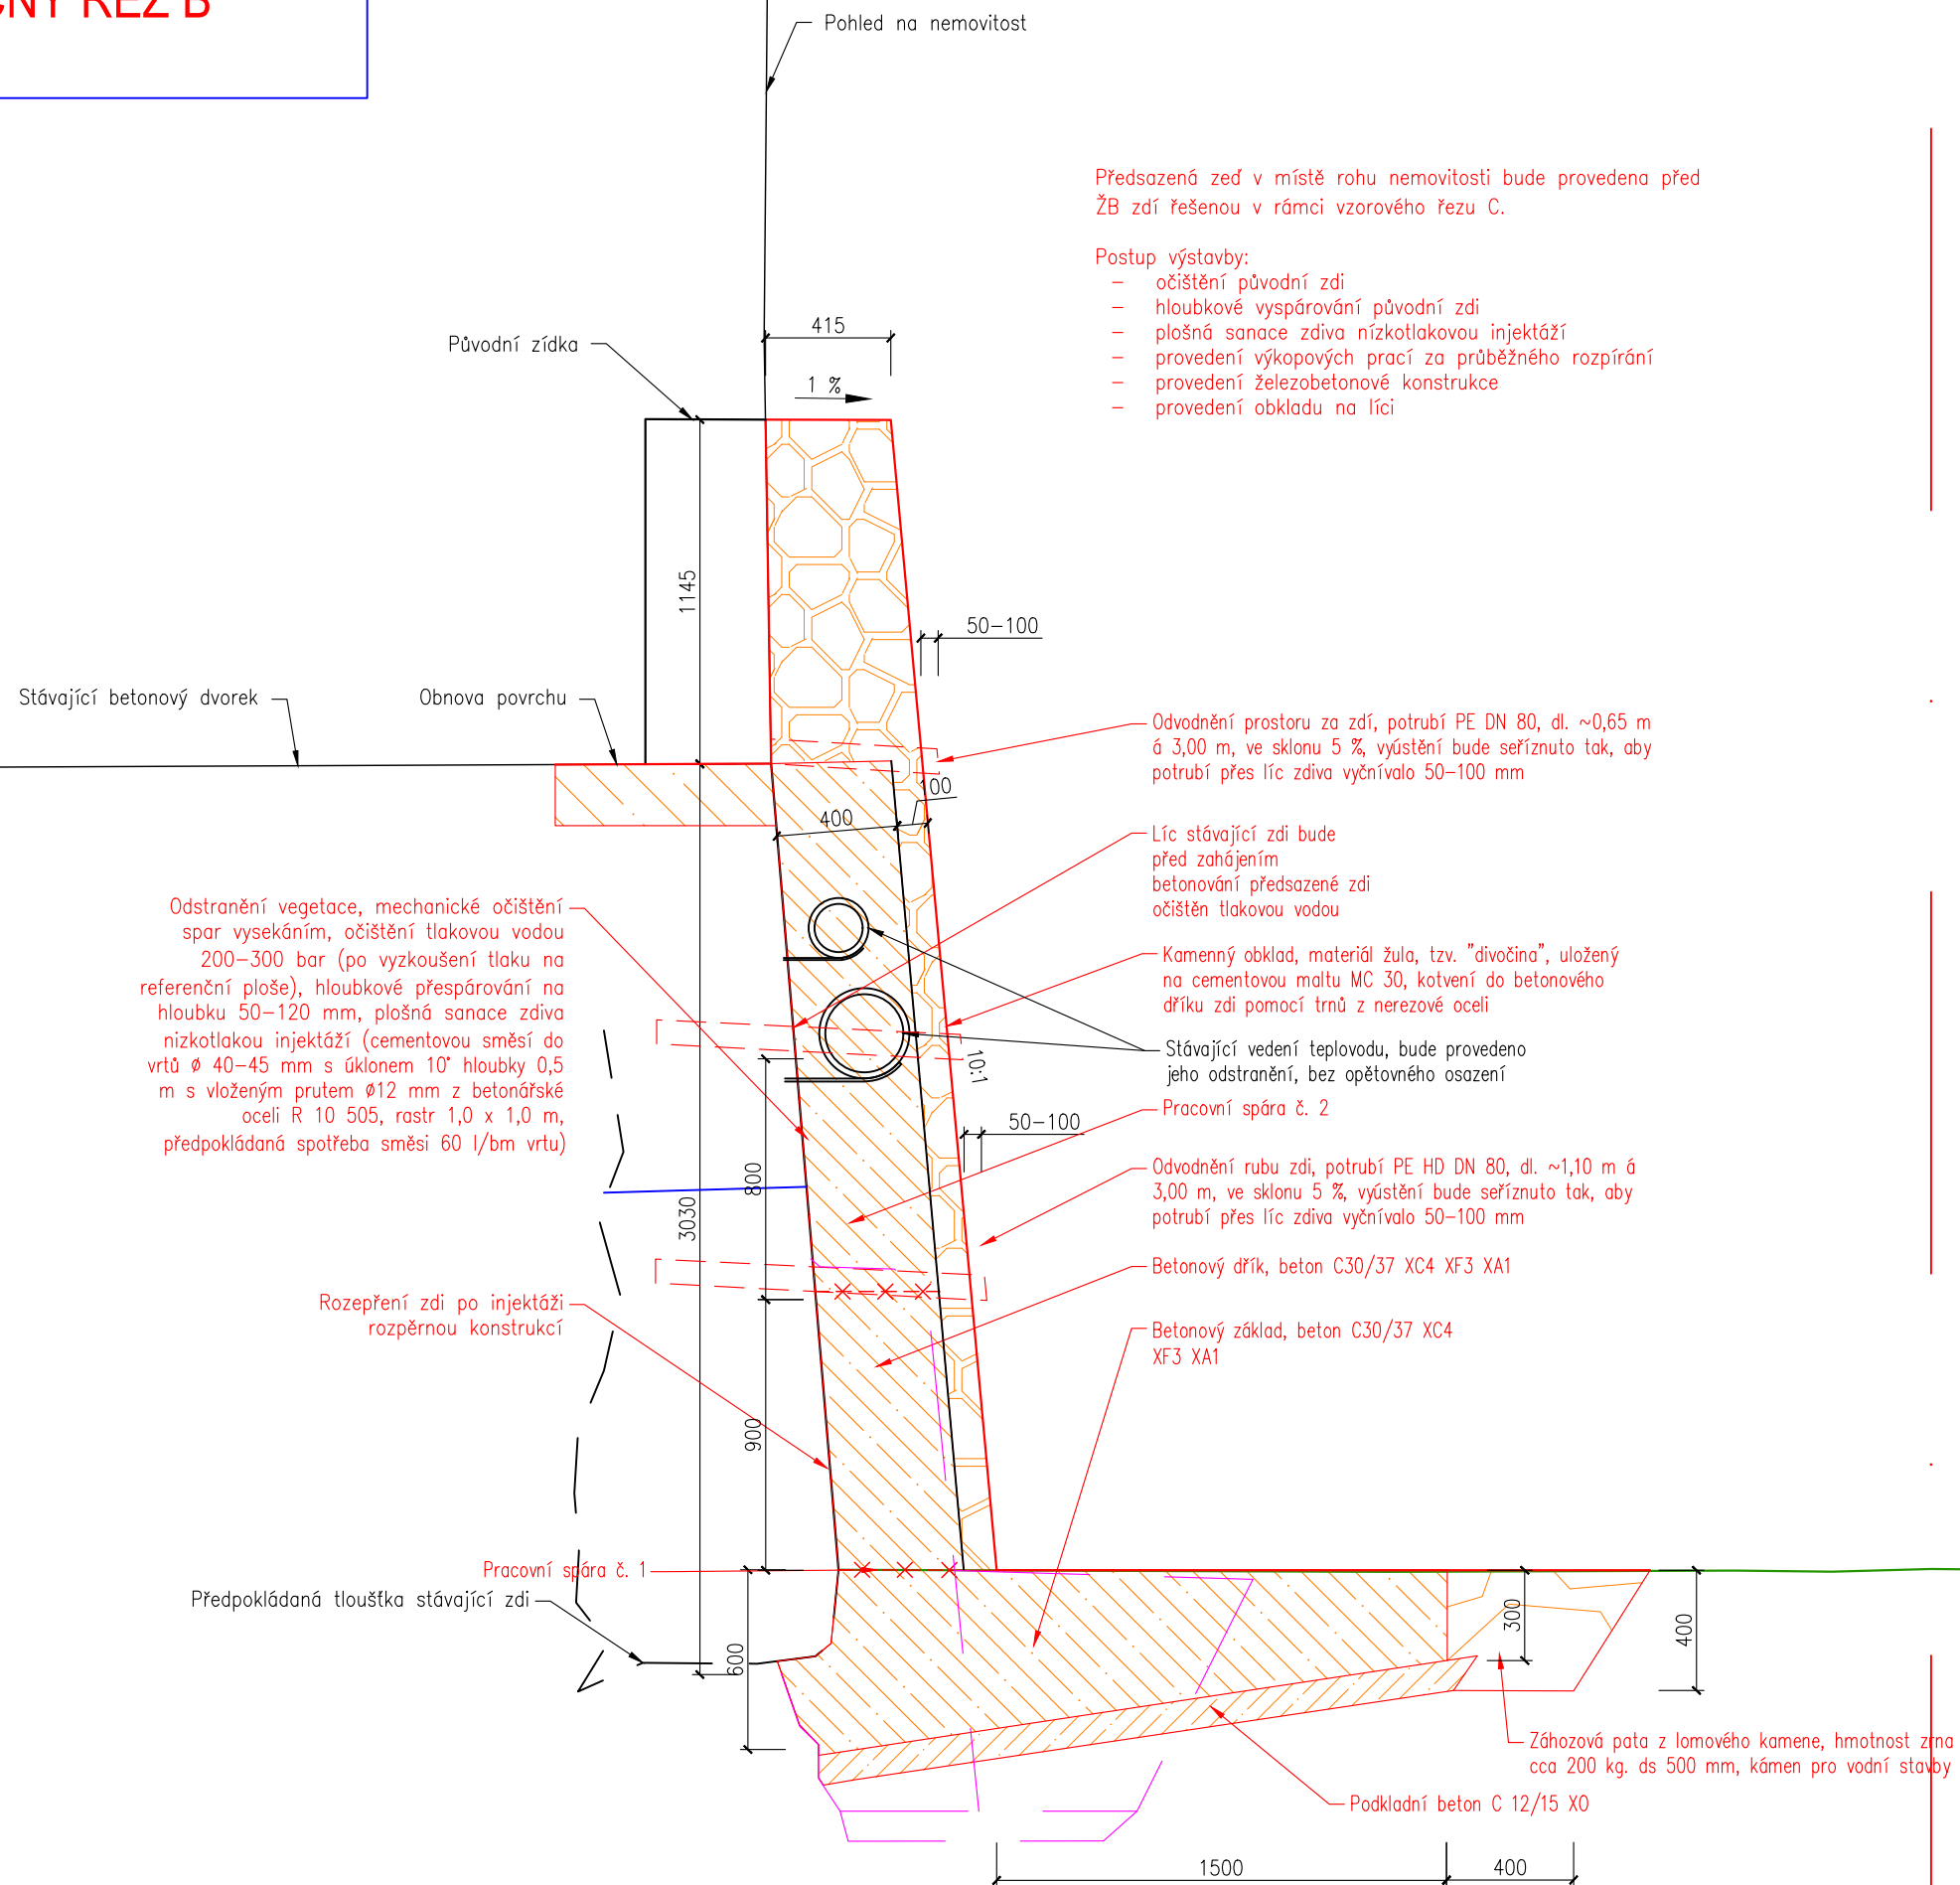 ČNÝ ŘEZ B
Pohled na nemovitost
Předsazená zeď v místě rohu nemovitosti bude provedena před
ŽB zdí řešenou v rámci vzorového řezu C.
Postup výstavby:
– očištění původní zdi
– hloubkové vyspárování původní zdi
– plošná sanace zdiva nízkotlakovou injektáží
– provedení výkopových prací za průběžného rozpírání
– provedení železobetonové konstrukce
– provedení obkladu na líci
415
Původní zídka
1 %
1145
50–100
Stávající betonový dvorek
Obnova povrchu
Odvodnění prostoru za zdí, potrubí PE DN 80, dl. ~0,65 m
á 3,00 m, ve sklonu 5 %, vyústění bude seříznuto tak, aby
potrubí přes líc zdiva vyčnívalo 50–100 mm
100
400
Líc stávající zdi bude
před zahájením
betonování předsazené zdi
očištěn tlakovou vodou
Odstranění vegetace, mechanické očištění
spar vysekáním, očištění tlakovou vodou
200–300 bar (po vyzkoušení tlaku na
referenční ploše), hloubkové přespárování na
hloubku 50–120 mm, plošná sanace zdiva
nizkotlakou injektáží (cementovou směsí do
vrtů ø 40–45 mm s úklonem 10° hloubky 0,5
m s vloženým prutem ø12 mm z betonářské
oceli R 10 505, rastr 1,0 x 1,0 m,
předpokládaná spotřeba směsi 60 l/bm vrtu)
Kamenný obklad, materiál žula, tzv. "divočina", uložený
na cementovou maltu MC 30, kotvení do betonového
dříku zdi pomocí trnů z nerezové oceli
Stávající vedení teplovodu, bude provedeno
jeho odstranění, bez opětovného osazení
10:1
Pracovní spára č. 2
50–100
800
3030
Odvodnění rubu zdi, potrubí PE HD DN 80, dl. ~1,10 m á
3,00 m, ve sklonu 5 %, vyústění bude seříznuto tak, aby
potrubí přes líc zdiva vyčnívalo 50–100 mm
Betonový dřík, beton C30/37 XC4 XF3 XA1
Rozepření zdi po injektáži
rozpěrnou konstrukcí
Betonový základ, beton C30/37 XC4
XF3 XA1
900
Pracovní spára č. 1
Předpokládaná tloušťka stávající zdi
600
300
400
Záhozová pata z lomového kamene, hmotnost zrna
cca 200 kg. ds 500 mm, kámen pro vodní stavby
Podkladní beton C 12/15 XO
1500
400